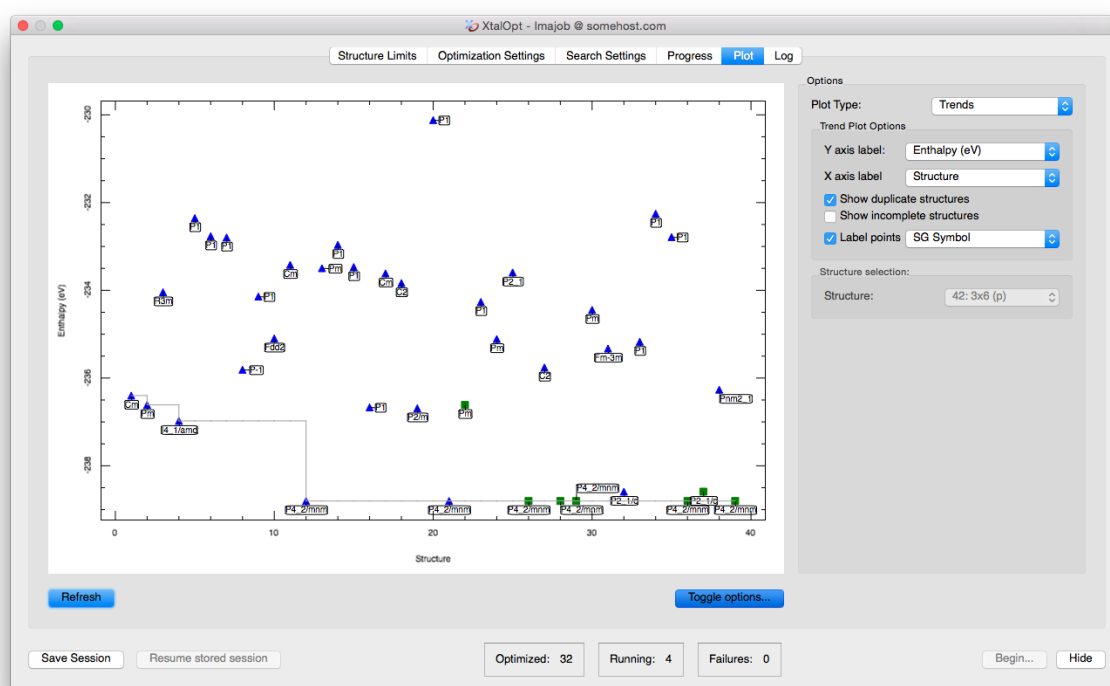 XtalOpt - Imajob @ somehost.com
Structure Limits Optimization Settings Search Settings Progress Plot Log
Options
Plot Type: Trends
Trend Plot Options
Y axis label: Enthalpy (eV)
X axis label Structure
Show duplicate structures
Show incomplete structures
Label points SG Symbol
Structure selection:
Structure: 42: 3x6 (p)
-230
-232
-234
-236
-238
Enthalpy (eV)
P1
P1
P1
P1
P1
P1
P1
Cm
Pm
P1
Cm
C2
P2_1
R3m
P1
P1
Pm
Fdd2
Pm
Fm-3m
P1
P-1
C2
Pnm2_1
Cm
Pm
P1
P2/m
Pm
I4_1/amd
P4_2/mnm
P2_1/c
P2_1/c
P4_2/mnm
P4_2/mnm
P4_2/mnm
P4_2/mnm
P4_2/mnm
P4_2/mnm
0 10 20 30 40
Structure
Refresh
Toggle options...
Save Session Resume stored session Optimized: 32 Running: 4 Failures: 0 Begin... Hide